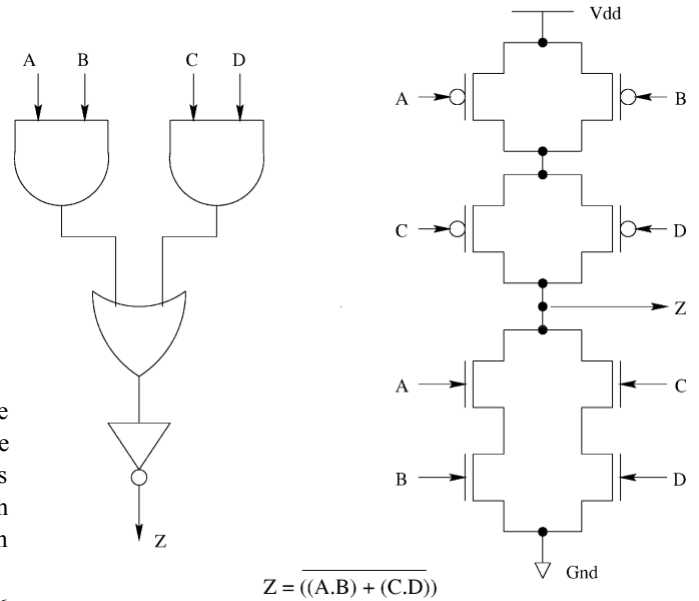 Vdd
A B C D
A B
C D
Z
A C
B D
Z
Gnd
Z = ((A.B) + (C.D))
e
e
s
h
n